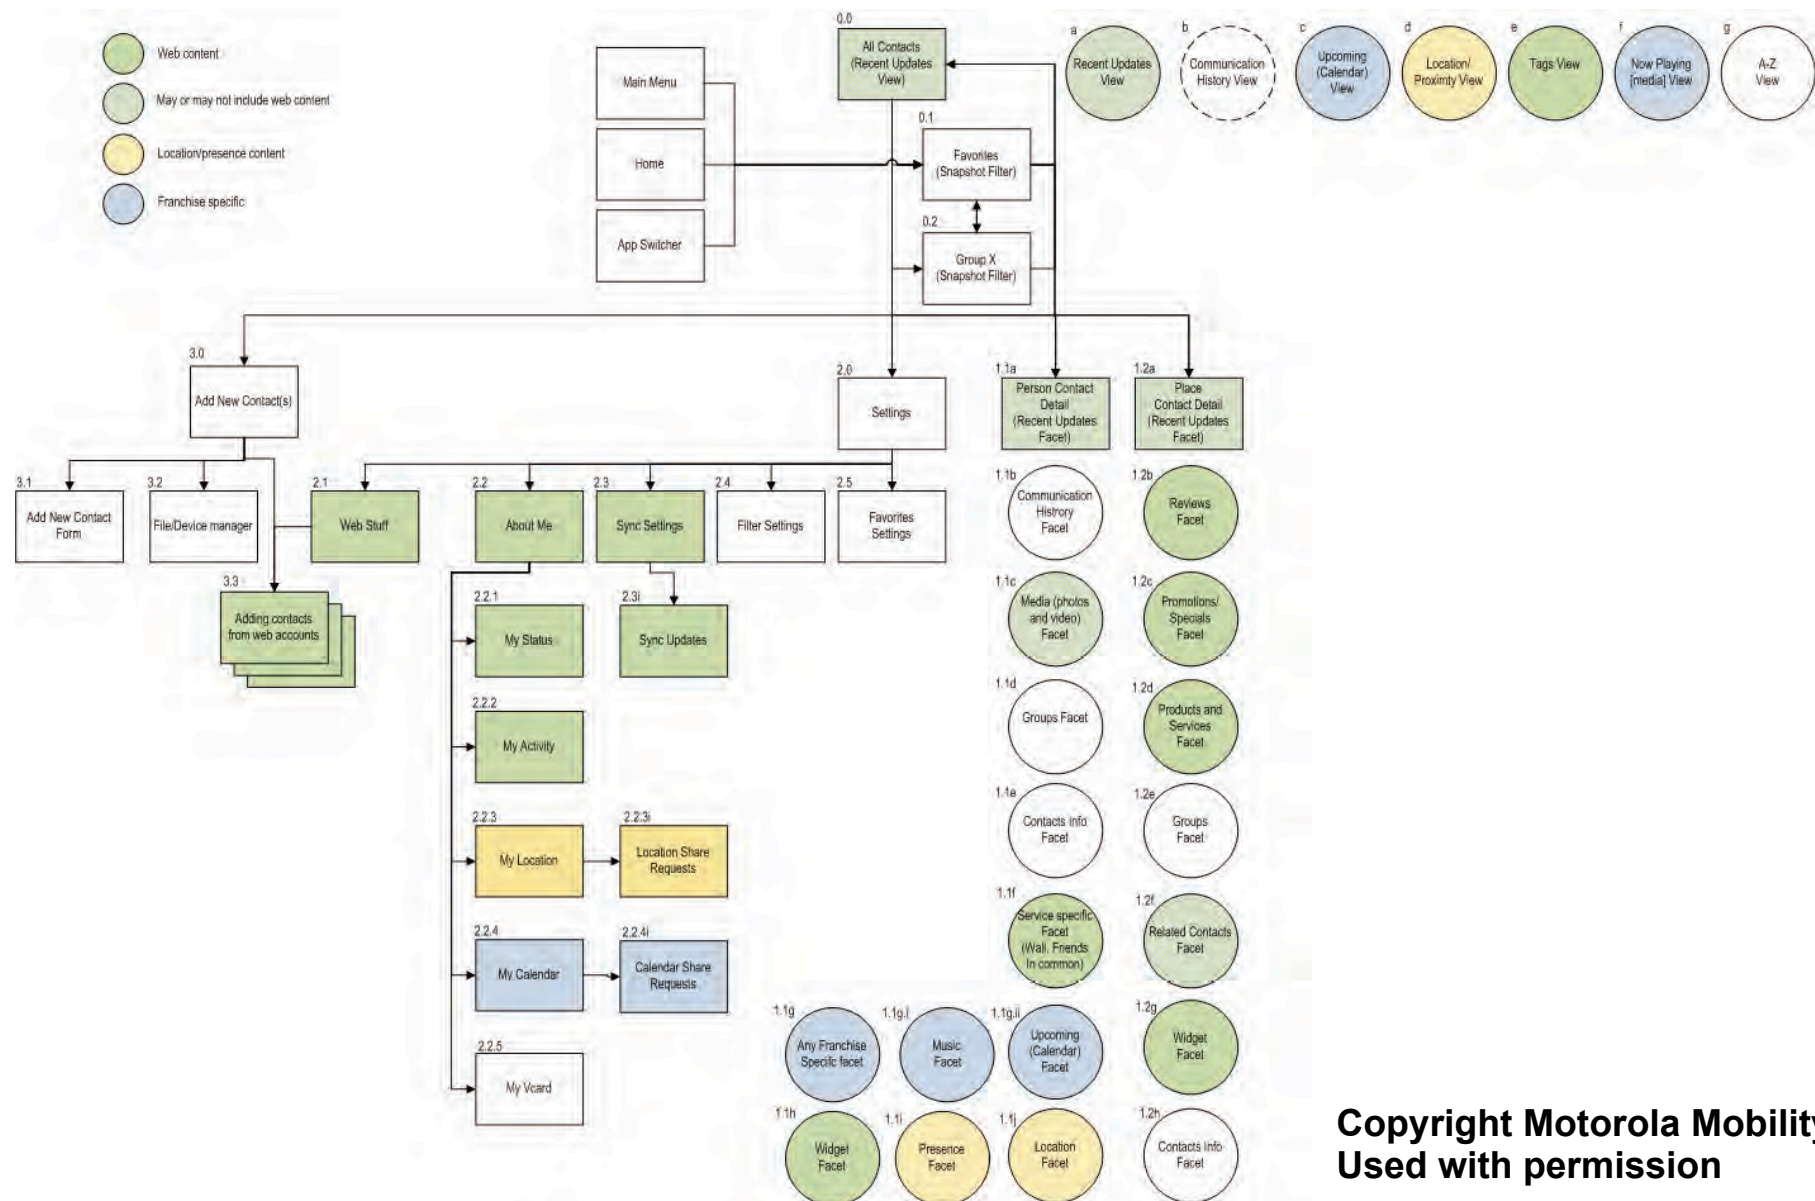 Web content
May or may not include web content
Location/presence content
Franchise specific
Main Menu
Home
App Switcher
0.0
All Contacts
(Recent Updates
View)
0.1
Favorites
(Snapshot Filter)
0.2
Group X
(Snapshot Filter)
a
Recent Updates
View
b
Communication
History View
c
Upcoming
(Calendar)
View
d
Location/
Proximty View
e
Tags View
f
Now Playing
[media] View
g
A-Z
View
3.0
Add New Contact(s)
2.0
Settings
1.1a
Person Contact
Detail
(Recent Updates
Facet)
1.2a
Place
Contact Detail
(Recent Updates
Facet)
3.1
Add New Contact
Form
3.2
File/Device manager
2.1
Web Stuff
2.2
About Me
2.3
Sync Settings
2.4
Filter Settings
2.5
Favorites
Settings
3.3
Adding contacts
from web accounts
2.2.1
My Status
2.3i
Sync Updates
2.2.2
My Activity
2.2.3
My Location
2.2.3i
Location Share
Requests
2.2.4
My Calendar
2.2.4i
Calendar Share
Requests
2.2.5
My Vcard
1.1b
Communication
Histrory
Facet
1.2b
Reviews
Facet
1.1c
Media (photos
and video)
Facet
1.2c
Promotions/
Specials
Facet
1.1d
Groups Facet
1.2d
Products and
Services
Facet
1.1e
Contacts Info
Facet
1.2e
Groups
Facet
1.1f
Service specific
Facet
(Wall, Friends
In common)
1.2f
Related Contacts
Facet
1.1g
Any Franchise
Specifc facet
1.1g.i
Music
Facet
1.1g.ii
Upcoming
(Calendar)
Facet
1.2g
Widget
Facet
1.1h
Widget
Facet
1.1i
Presence
Facet
1.1j
Location
Facet
1.2h
Contacts Info
Facet
Copyright Motorola Mobility
Used with permission